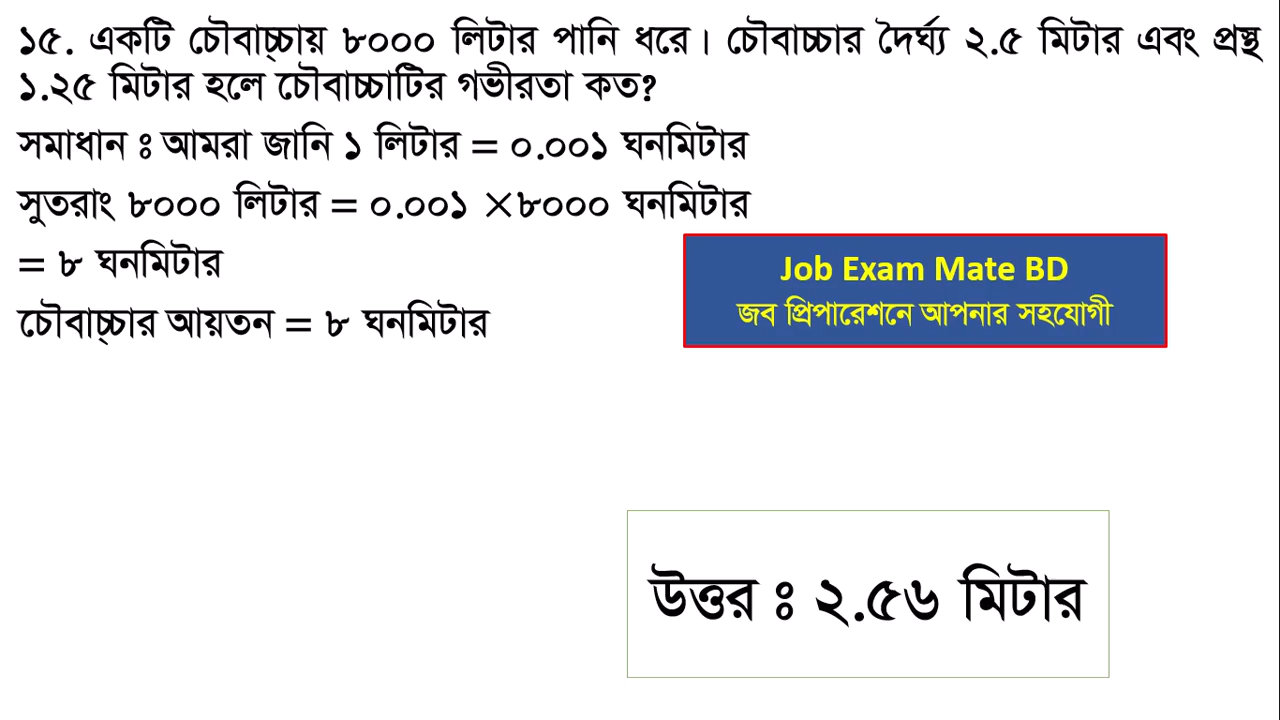 ১৫. একটি চৌবাচ্চায় ৮০০০ লিটার পানি ধরে। চৌবাচ্চার দৈর্ঘ্য ২.৫ মিটার এবং প্রস্থ
১.২৫ মিটার হলে চৌবাচ্চাটির গভীরতা কত?
সমাধান ঃ আমরা জানি ১ লিটার = ০.০০১ ঘনমিটার
সুতরাং ৮০০০ লিটার = ০.০০১ ×৮০০০ ঘনমিটার
= ৮ ঘনমিটার
চৌবাচ্চার আয়তন = ৮ ঘনমিটার
Job Exam Mate BD
জব প্রিপারেশনে আপনার সহযোগী
উত্তর ঃ ২.৫৬ মিটার